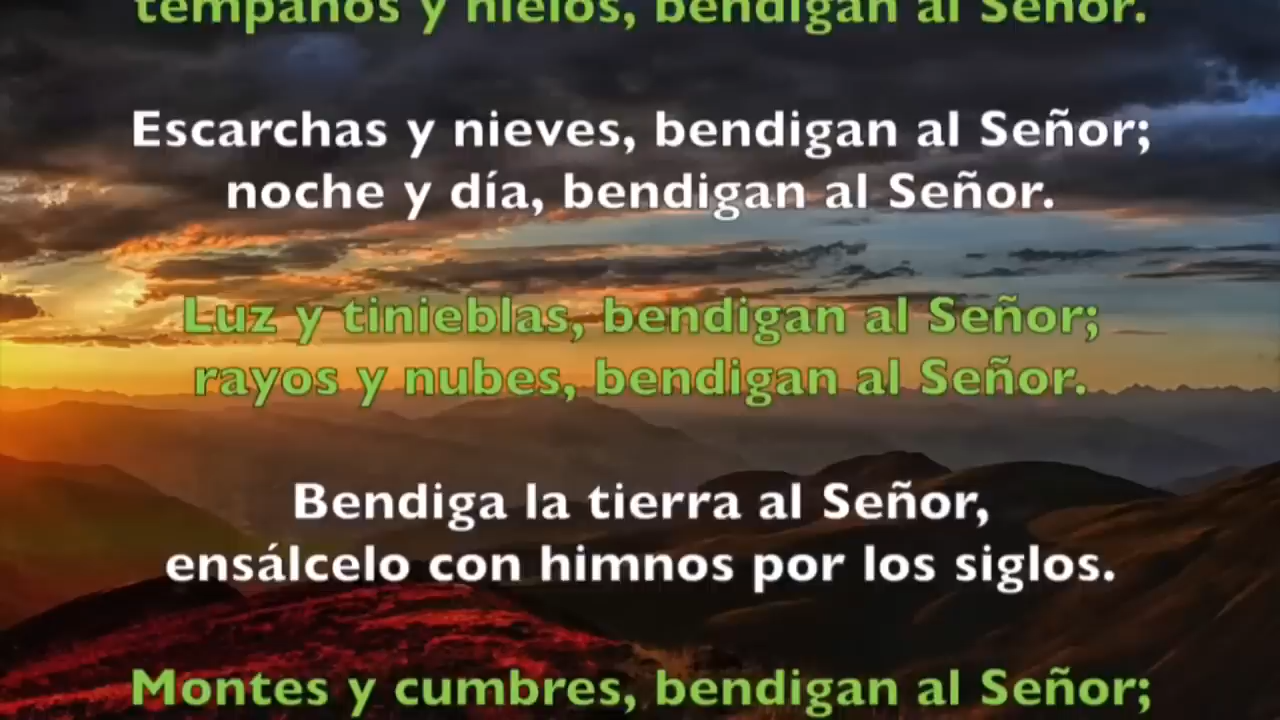 témpanos y hielos, bendigan al Señor.
Escarchas y nieves, bendigan al Señor;
noche y día, bendigan al Señor.
Luz y tinieblas, bendigan al Señor;
rayos y nubes, bendigan al Señor.
Bendiga la tierra al Señor,
ensálcelo con himnos por los siglos.
Montes y cumbres, bendigan al Señor;